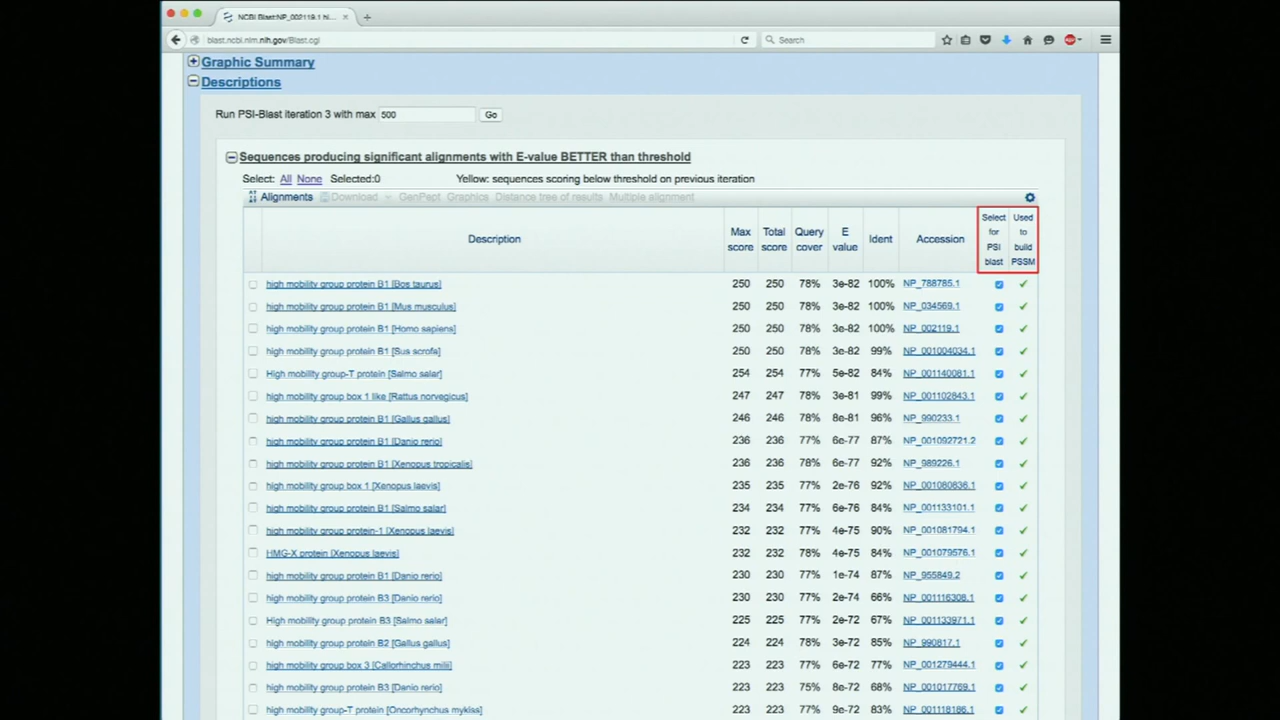 NCBI Blast:NP_002119.1 hi...
blast.ncbi.nlm.nih.gov/Blast.cgi
Search
Graphic Summary
Descriptions
Run PSI-Blast iteration 3 with max 500 Go
Sequences producing significant alignments with E-value BETTER than threshold
Select: All None Selected:0 Yellow: sequences scoring below threshold on previous iteration
Alignments Download GenPept Graphics Distance tree of results Multiple alignment
Description Max score Total score Query cover E value Ident Accession Select for PSI blast Used to build PSSM
high mobility group protein B1 [Bos taurus] 250 250 78% 3e-82 100% NP_788785.1
high mobility group protein B1 [Mus musculus] 250 250 78% 3e-82 100% NP_034569.1
high mobility group protein B1 [Homo sapiens] 250 250 78% 3e-82 100% NP_002119.1
high mobility group protein B1 [Sus scrofa] 250 250 78% 3e-82 99% NP_001004034.1
High mobility group-T protein [Salmo salar] 254 254 77% 5e-82 84% NP_001140081.1
high mobility group box 1 like [Rattus norvegicus] 247 247 78% 3e-81 99% NP_001102843.1
high mobility group protein B1 [Gallus gallus] 246 246 78% 8e-81 96% NP_990233.1
high mobility group protein B1 [Danio rerio] 236 236 77% 6e-77 87% NP_001092721.2
high mobility group protein B1 [Xenopus tropicalis] 236 236 78% 6e-77 92% NP_989226.1
high mobility group box 1 [Xenopus laevis] 235 235 77% 2e-76 92% NP_001080836.1
high mobility group protein B1 [Salmo salar] 234 234 77% 6e-76 84% NP_001133101.1
high mobility group protein-1 [Xenopus laevis] 232 232 77% 4e-75 90% NP_001081794.1
HMG-X protein [Xenopus laevis] 232 232 78% 4e-75 84% NP_001079576.1
high mobility group protein B1 [Danio rerio] 230 230 77% 1e-74 87% NP_955849.2
high mobility group protein B3 [Danio rerio] 230 230 77% 2e-74 66% NP_001116308.1
High mobility group protein B3 [Salmo salar] 225 225 77% 2e-72 67% NP_001133971.1
high mobility group protein B2 [Gallus gallus] 224 224 78% 3e-72 85% NP_990817.1
high mobility group box 3 [Callorhinchus milii] 223 223 77% 6e-72 77% NP_001279444.1
high mobility group protein B3 [Danio rerio] 223 223 75% 8e-72 68% NP_001017769.1
high mobility group-T protein [Oncorhynchus mykiss] 223 223 77% 9e-72 83% NP_001118186.1